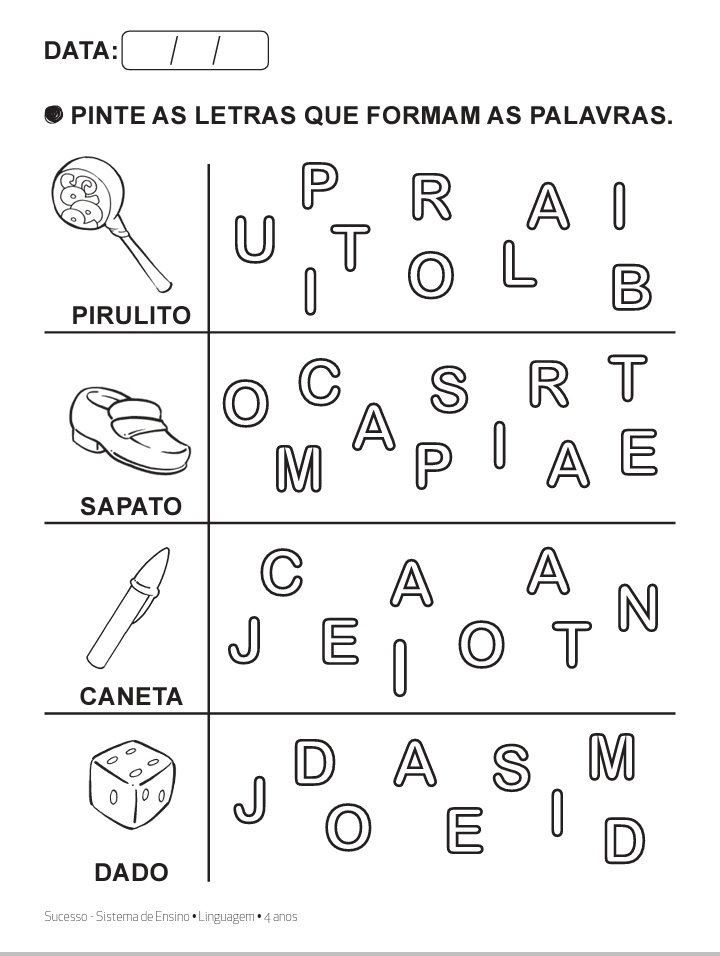 DATA: / /
PINTE AS LETRAS QUE FORMAM AS PALAVRAS.
P R A I
U T O L B
I
PIRULITO
O C A S R T
M P I A E
SAPATO
C A A N
J E I O T
CANETA
D A S M
J O E I D
DADO
Sucesso - Sistema de Ensino • Linguagem • 4 anos